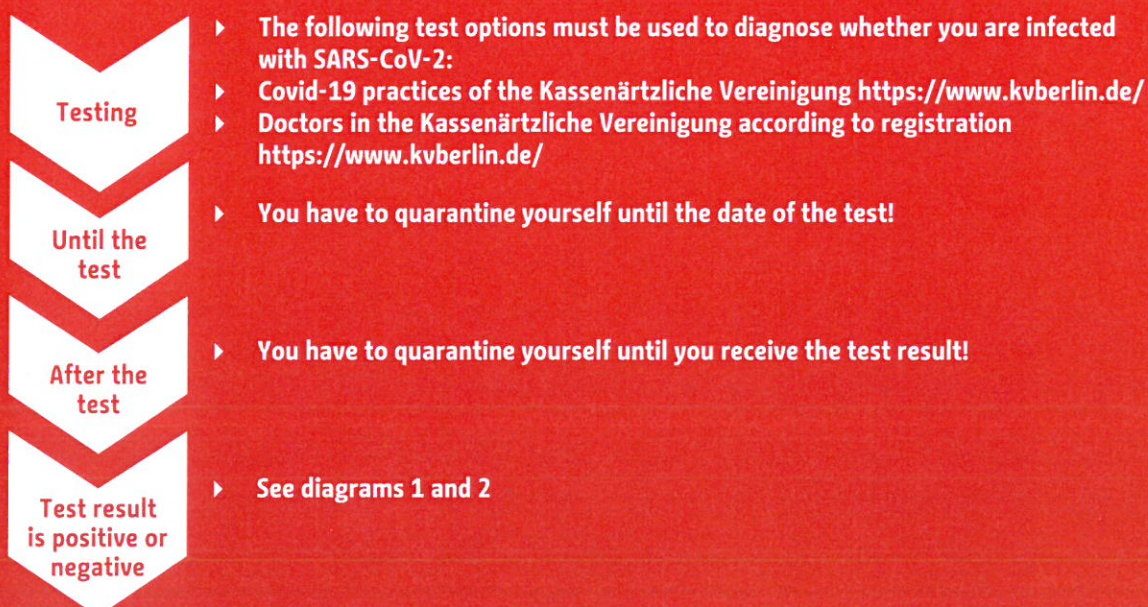 Testing
The following test options must be used to diagnose whether you are infected
with SARS-CoV-2:
Covid-19 practices of the Kassenärtzliche Vereinigung https://www.kvberlin.de/
Doctors in the Kassenärtzliche Vereinigung according to registration
https://www.kvberlin.de/
Until the
test
You have to quarantine yourself until the date of the test!
After the
test
You have to quarantine yourself until you receive the test result!
Test result
is positive or
negative
See diagrams 1 and 2